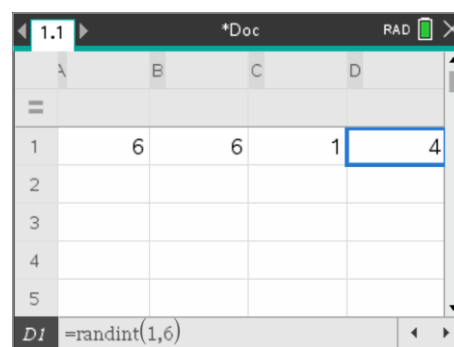 1.1 *Doc RAD
A B C D
=
1 6 6 1 4
2
3
4
5
D1 =randint(1,6)